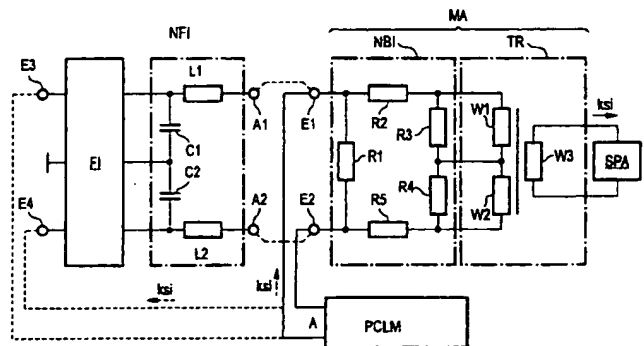 MA
NFI
NBI
TR
E3
L1
A1
E1
R2
W1
ksi
C1
R3
EI
R1
W3
SPA
C2
R4
W2
E4
A2
E2
R5
L2
ksi
ksi
A
PCLM